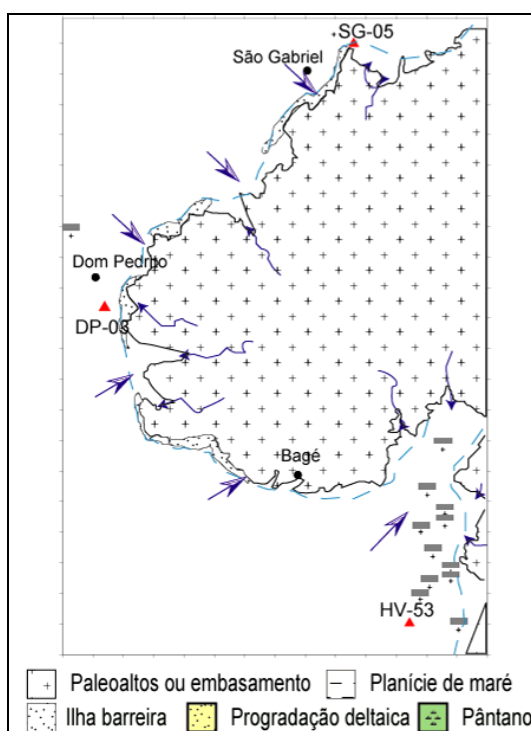 SG-05
São Gabriel
Dom Pedrito
DP-03
Bagé
HV-53
Paleoaltos ou embasamento
Planície de maré
Ilha barreira
Progradação deltaica
Pântano